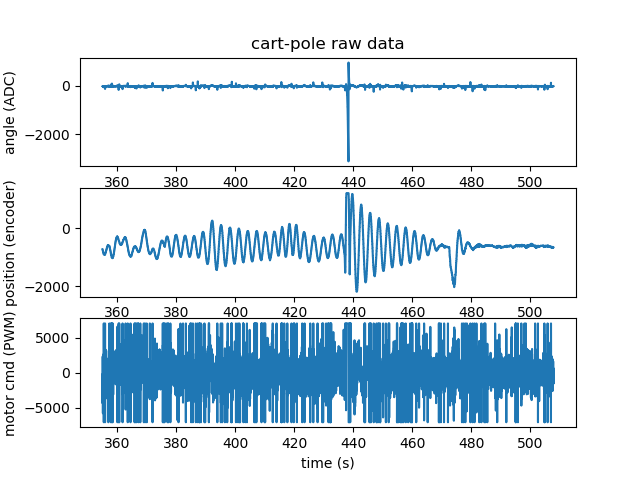 cart-pole raw data
angle (ADC)
0
−2000
360 380 400 420 440 460 480 500
position (encoder)
0
−2000
360 380 400 420 440 460 480 500
motor cmd (PWM)
5000
0
−5000
360 380 400 420 440 460 480 500
time (s)